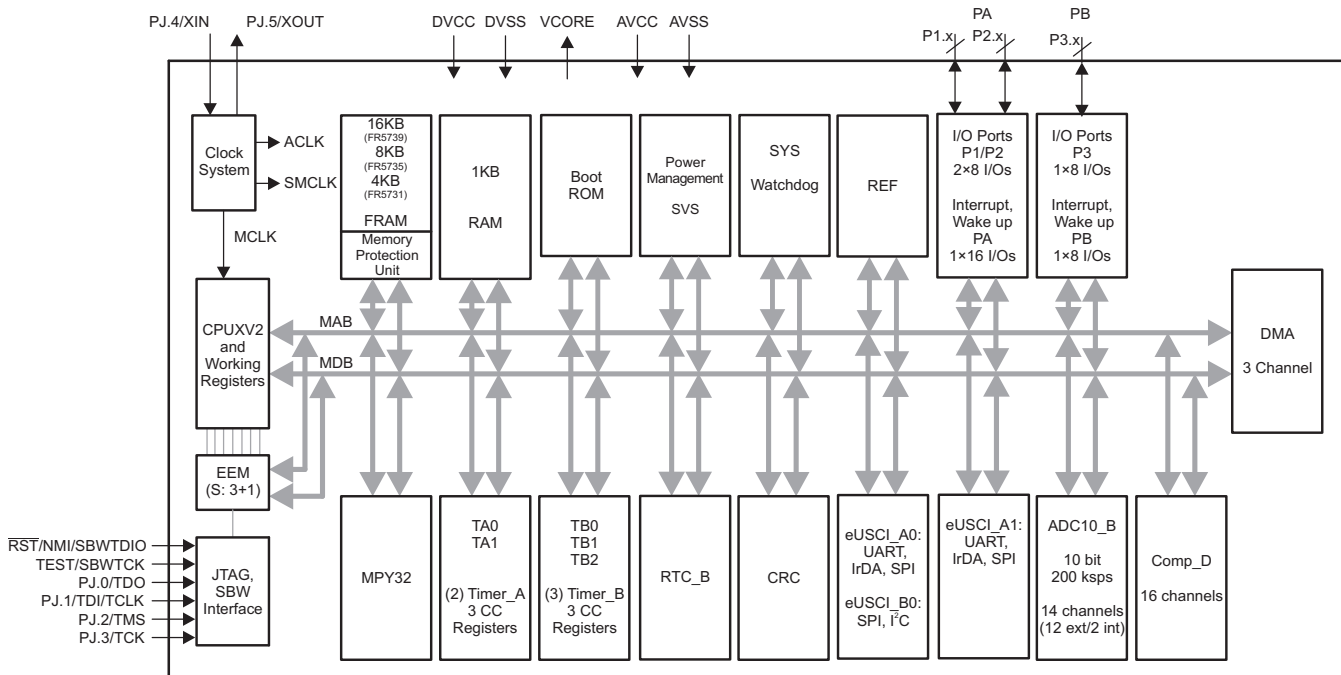 PJ.4/XIN
PJ.5/XOUT
DVCC
DVSS
VCORE
AVCC
AVSS
PA
P1.x
P2.x
PB
P3.x
Clock
System
ACLK
SMCLK
MCLK
16KB
(FR5739)
8KB
(FR5735)
4KB
(FR5731)
FRAM
Memory
Protection
Unit
1KB
RAM
Boot
ROM
Power
Management
SVS
SYS
Watchdog
REF
I/O Ports
P1/P2
2×8 I/Os
Interrupt,
Wake up
PA
1×16 I/Os
I/O Ports
P3
1×8 I/Os
Interrupt,
Wake up
PB
1×8 I/Os
CPUXV2
and
Working
Registers
MAB
MDB
DMA
3 Channel
EEM
(S: 3+1)
RST/NMI/SBWTDIO
TEST/SBWTCK
PJ.0/TDO
PJ.1/TDI/TCLK
PJ.2/TMS
PJ.3/TCK
JTAG,
SBW
Interface
MPY32
TA0
TA1
(2) Timer_A
3 CC
Registers
TB0
TB1
TB2
(3) Timer_B
3 CC
Registers
RTC_B
CRC
eUSCI_A0:
UART,
IrDA, SPI
eUSCI_B0:
SPI, I²C
eUSCI_A1:
UART,
IrDA, SPI
ADC10_B
10 bit
200 ksps
14 channels
(12 ext/2 int)
Comp_D
16 channels